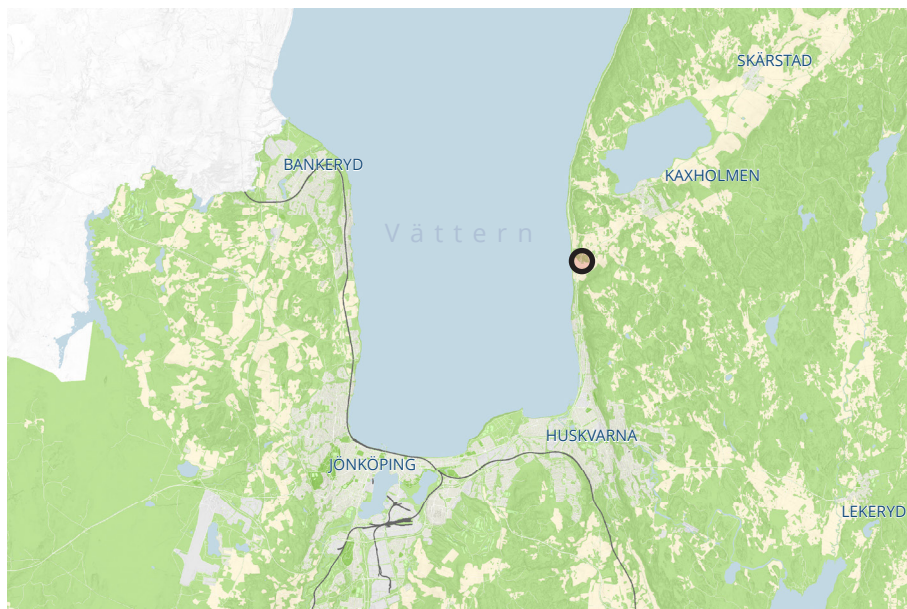 SKÄRSTAD
BANKERYD
KAXHOLMEN
Vättern
HUSKVARNA
JÖNKÖPING
LEKERYD